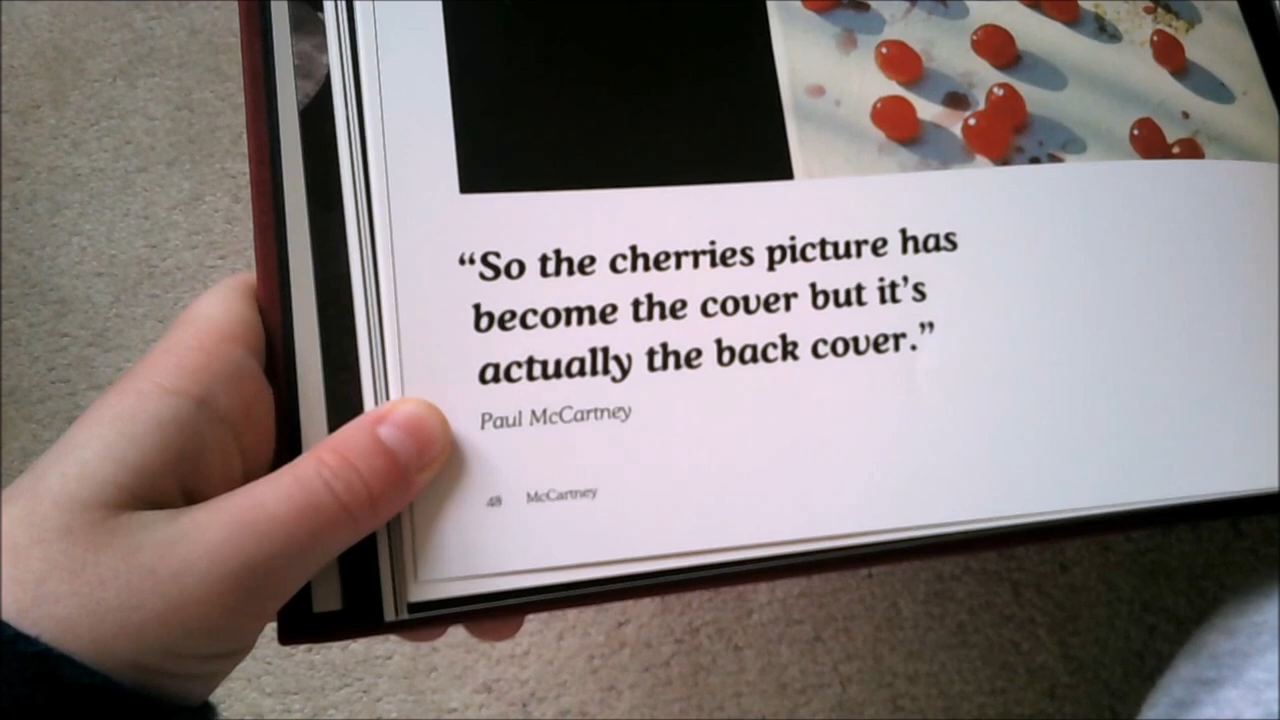 “So the cherries picture has
become the cover but it’s
actually the back cover.”
Paul McCartney
48 McCartney